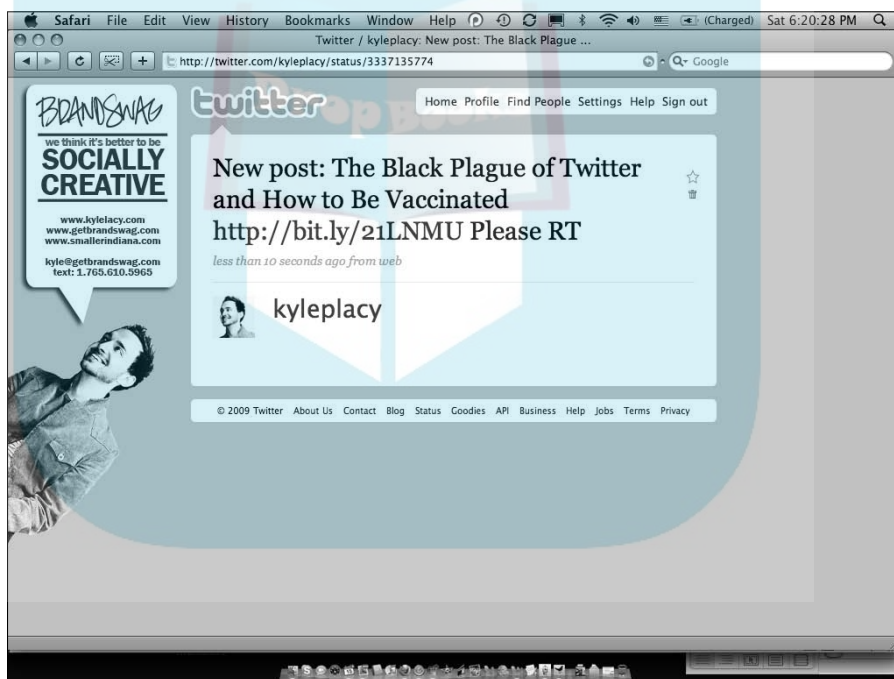 Safari File Edit View History Bookmarks Window Help (Charged) Sat 6:20:28 PM
Twitter / kyleplacy: New post: The Black Plague ...
http://twitter.com/kyleplacy/status/3337135774
Google
BRANDSWAG
we think it's better to be
SOCIALLY
CREATIVE
www.kylelacy.com
www.getbrandswag.com
www.smallerindiana.com
kyle@getbrandswag.com
text: 1.765.610.5965
twitter
Home Profile Find People Settings Help Sign out
Drop Books
New post: The Black Plague of Twitter
and How to Be Vaccinated
http://bit.ly/21LNMU Please RT
less than 10 seconds ago from web
kyleplacy
© 2009 Twitter About Us Contact Blog Status Goodies API Business Help Jobs Terms Privacy